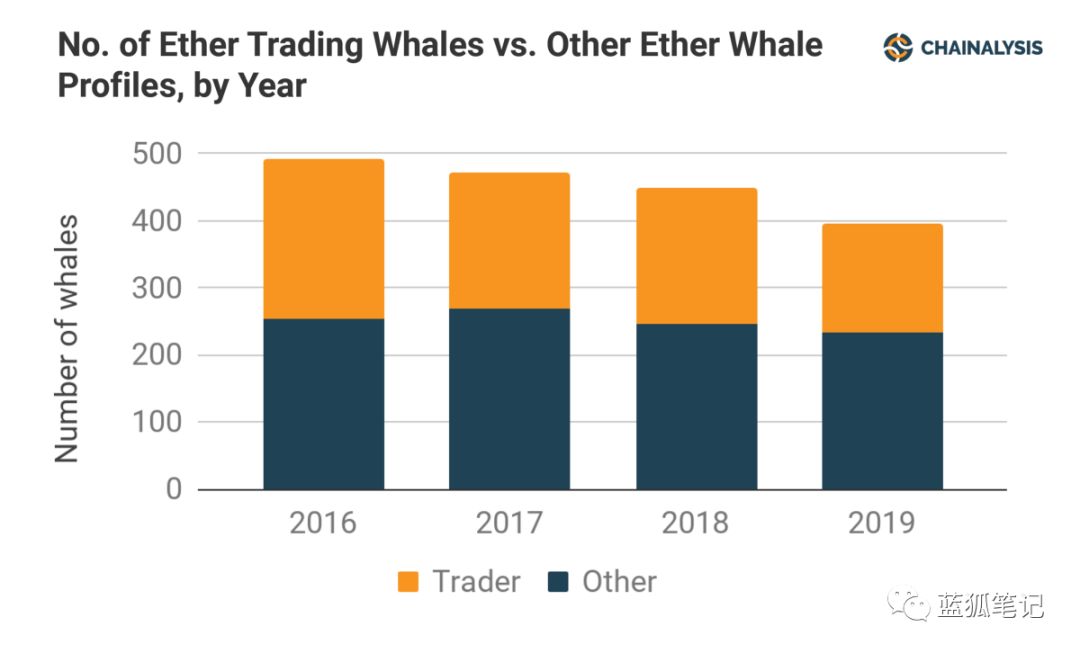 No. of Ether Trading Whales vs. Other Ether Whale
Profiles, by Year
CHAINALYSIS
500
400
300
200
100
0
Number of whales
2016 2017 2018 2019
Trader Other
蓝狐笔记